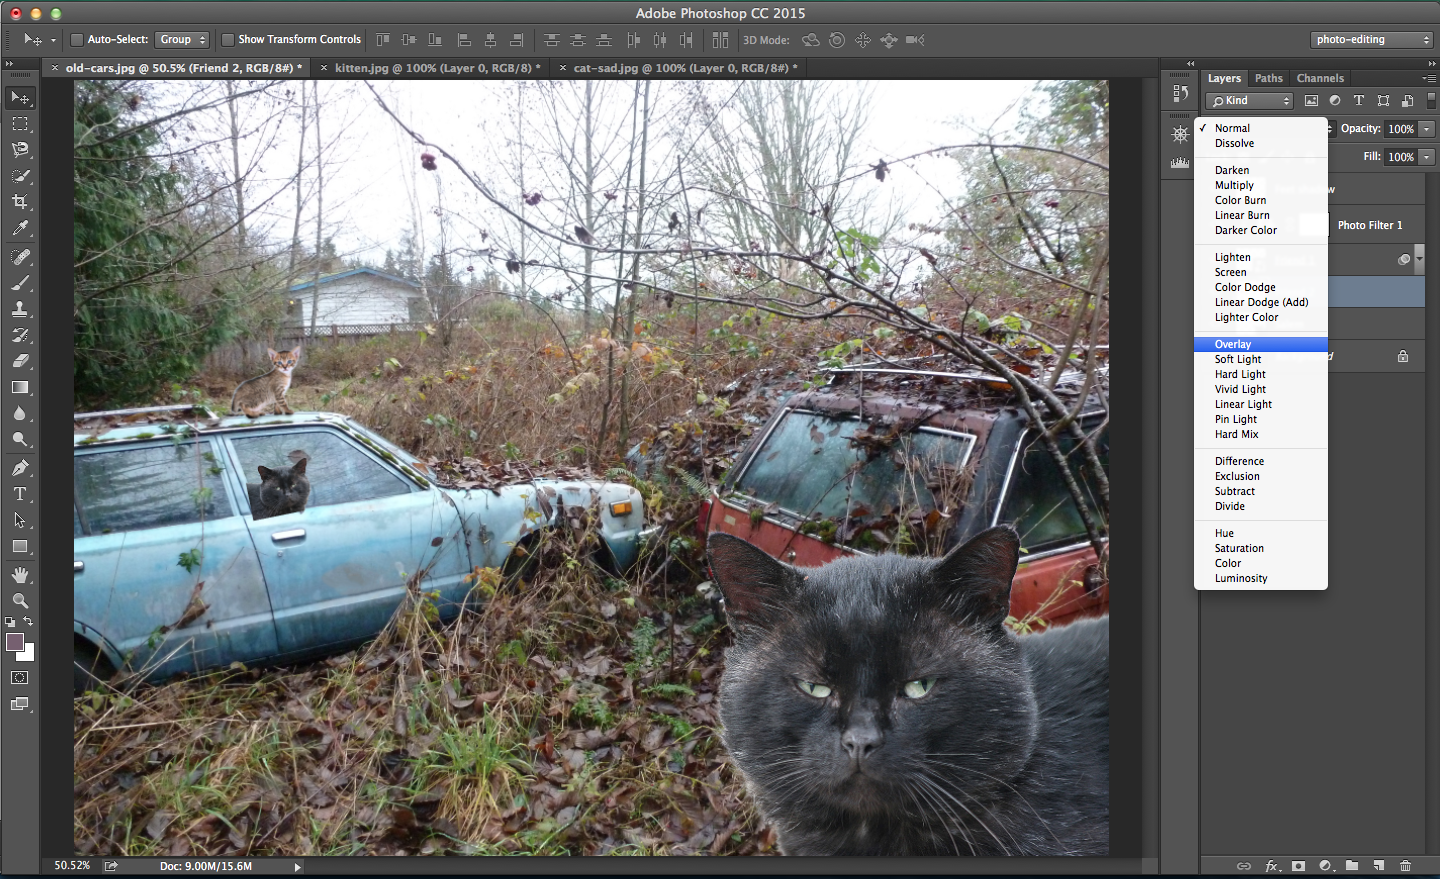 Adobe Photoshop CC 2015
Auto-Select: Group Show Transform Controls 3D Mode: photo-editing
× old-cars.jpg @ 50.5% (Friend 2, RGB/8#) * × kitten.jpg @ 100% (Layer 0, RGB/8) * × cat-sad.jpg @ 100% (Layer 0, RGB/8#) *
Layers Paths Channels
Kind
✓ Normal
Opacity: 100%
Dissolve
Fill: 100%
Darken
Multiply
Color Burn
Linear Burn
Photo Filter 1
Darker Color
Lighten
Screen
Color Dodge
Linear Dodge (Add)
Lighter Color
Overlay
Soft Light
Hard Light
Vivid Light
Linear Light
Pin Light
Hard Mix
Difference
Exclusion
Subtract
Divide
Hue
Saturation
Color
Luminosity
50.52% Doc: 9.00M/15.6M
fx